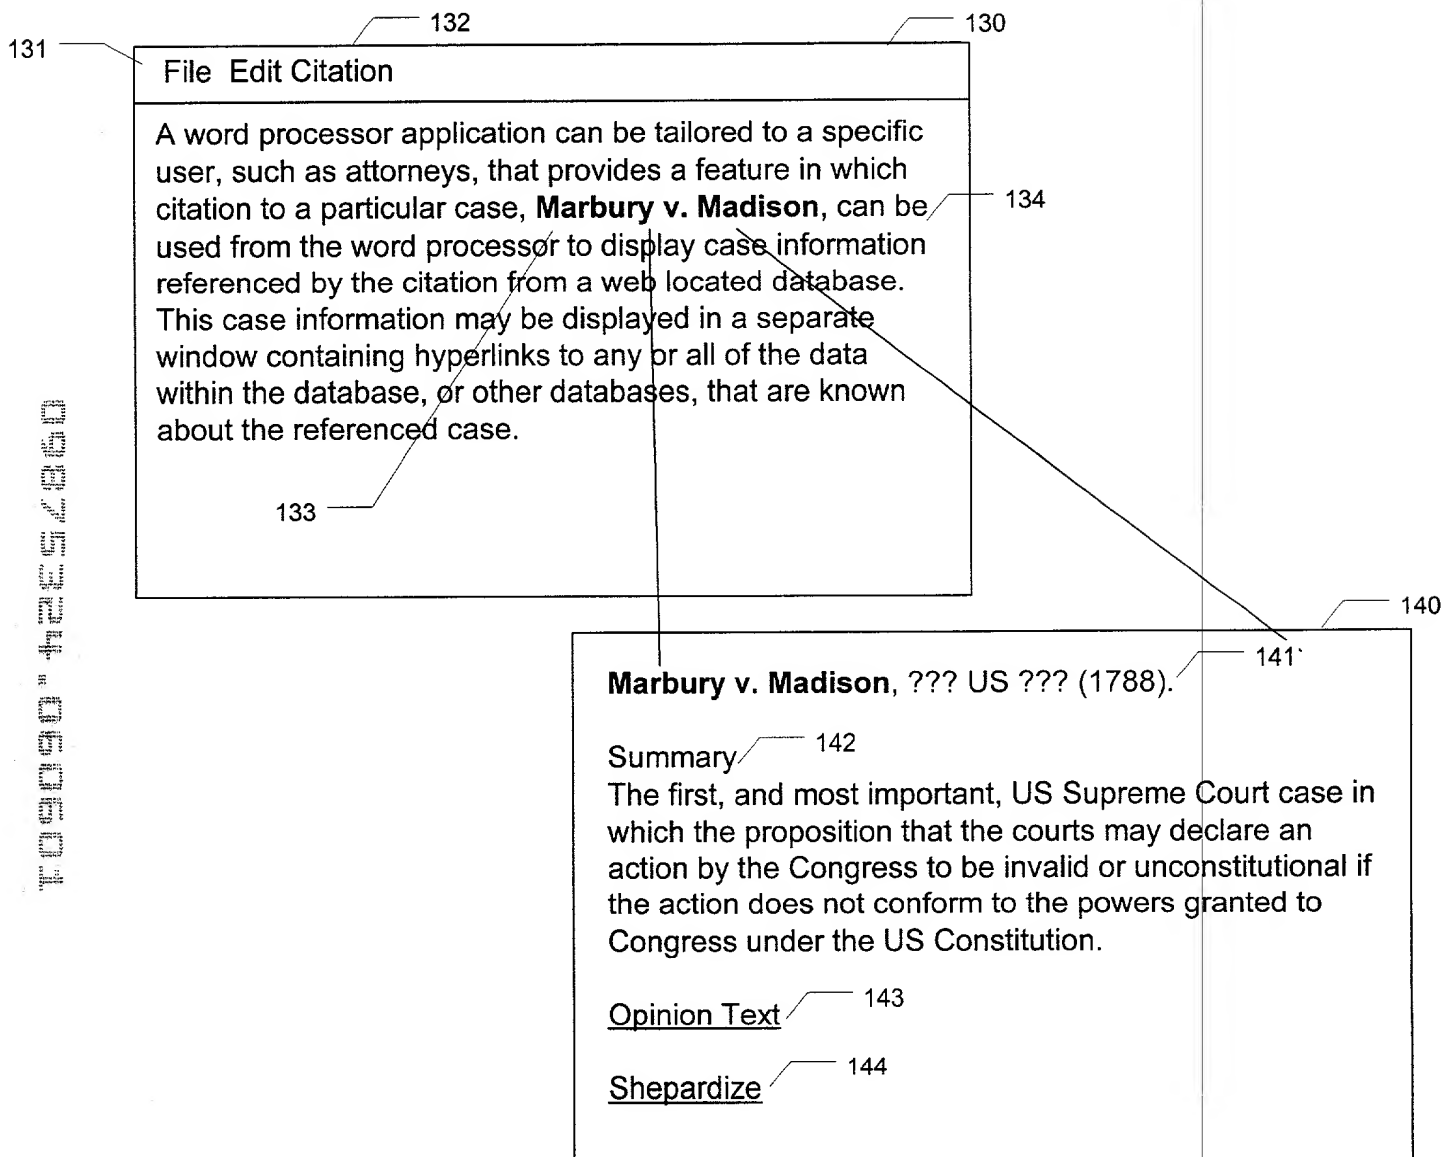 132
130
131
File Edit Citation
A word processor application can be tailored to a specific
user, such as attorneys, that provides a feature in which
citation to a particular case, Marbury v. Madison, can be
134
used from the word processor to display case information
referenced by the citation from a web located database.
This case information may be displayed in a separate
window containing hyperlinks to any or all of the data
within the database, or other databases, that are known
about the referenced case.
133
09875324.060601
140
141
Marbury v. Madison, ??? US ??? (1788).
Summary
142
The first, and most important, US Supreme Court case in
which the proposition that the courts may declare an
action by the Congress to be invalid or unconstitutional if
the action does not conform to the powers granted to
Congress under the US Constitution.
Opinion Text
143
Shepardize
144